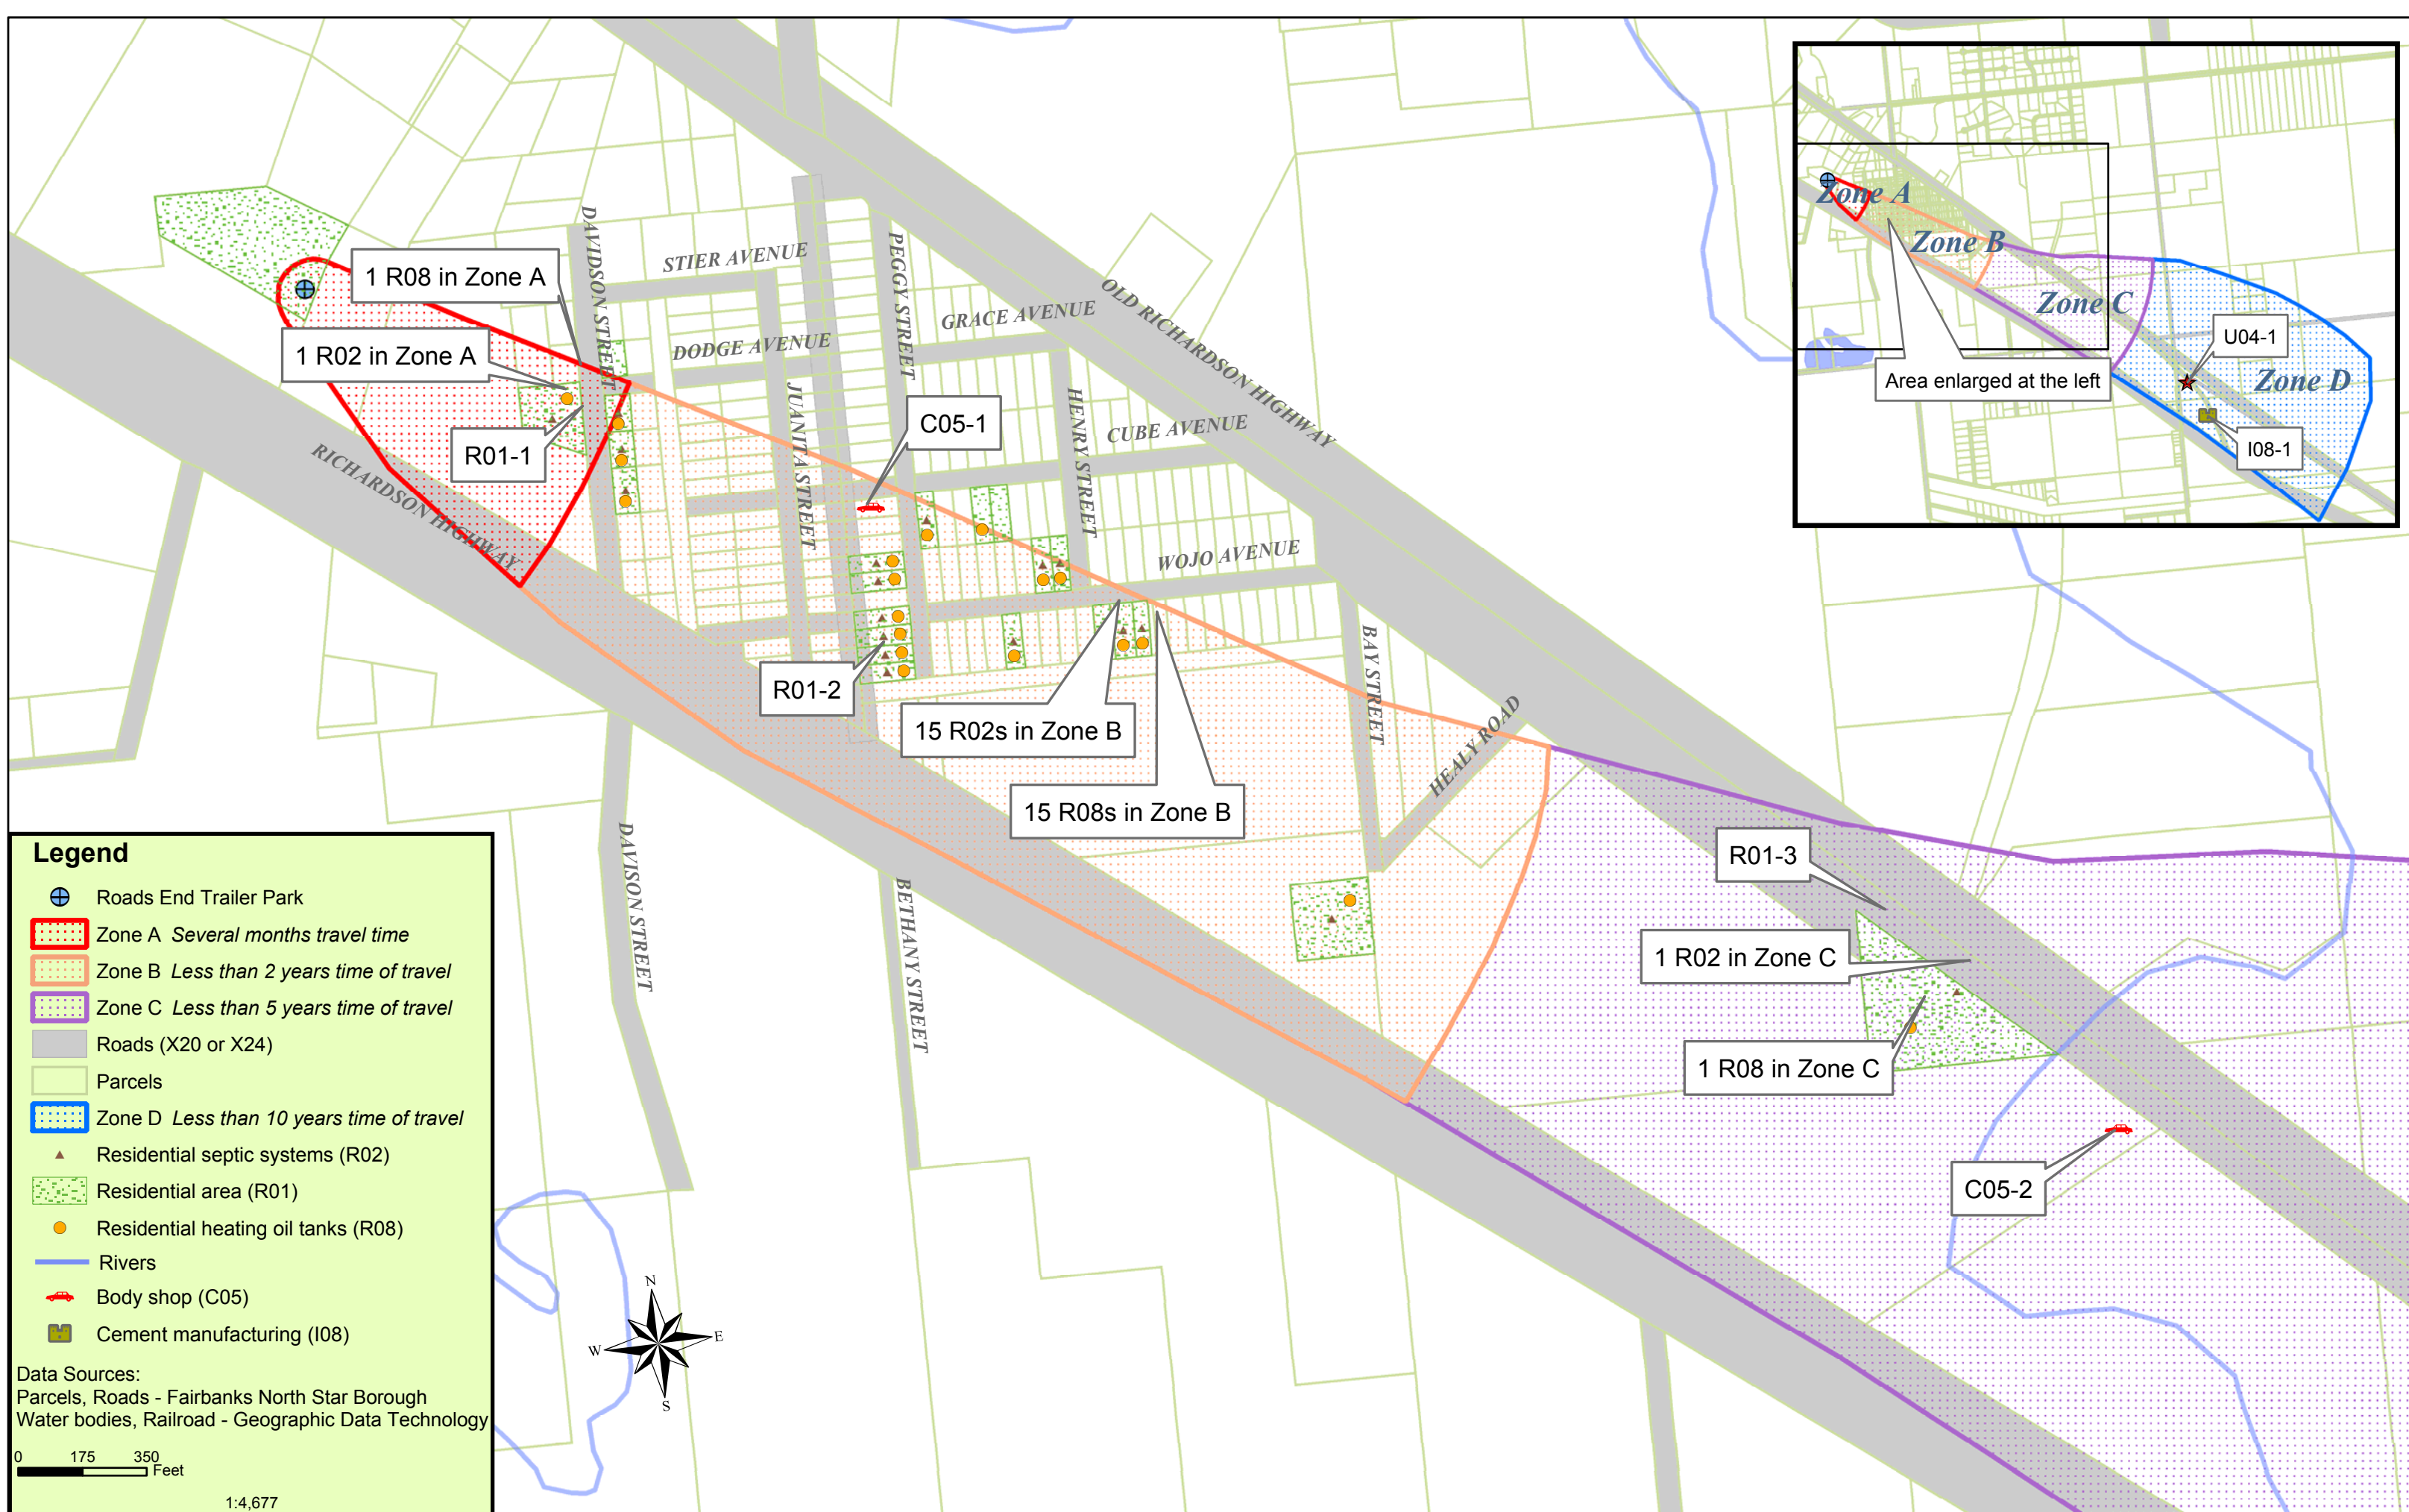 1 R08 in Zone A
1 R02 in Zone A
R01-1
RICHARDSON HIGHWAY
DAVIDSON STREET
STIER AVENUE
DODGE AVENUE
JUANITA STREET
PEGGY STREET
GRACE AVENUE
OLD RICHARDSON HIGHWAY
C05-1
HENRY STREET
CUBE AVENUE
WOJO AVENUE
R01-2
15 R02s in Zone B
15 R08s in Zone B
BAY STREET
HEALY ROAD
DAVISON STREET
BETHANY STREET
R01-3
1 R02 in Zone C
1 R08 in Zone C
C05-2
Zone A
Zone B
Zone C
Zone D
U04-1
I08-1
Area enlarged at the left
Legend
Roads End Trailer Park
Zone A Several months travel time
Zone B Less than 2 years time of travel
Zone C Less than 5 years time of travel
Roads (X20 or X24)
Parcels
Zone D Less than 10 years time of travel
Residential septic systems (R02)
Residential area (R01)
Residential heating oil tanks (R08)
Rivers
Body shop (C05)
Cement manufacturing (I08)
Data Sources:
Parcels, Roads - Fairbanks North Star Borough
Water bodies, Railroad - Geographic Data Technology
0 175 350
Feet
1:4,677
N
W E
S